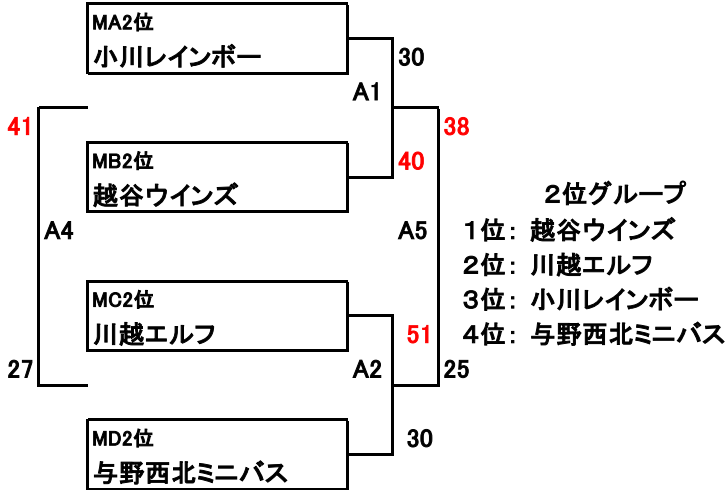 MA2位
小川レインボー
30
A1
41
38
MB2位
40
越谷ウインズ
2位グループ
A4
A5
1位： 越谷ウインズ
2位： 川越エルフ
MC2位
3位： 小川レインボー
川越エルフ
51
4位： 与野西北ミニバス
27
A2
25
MD2位
30
与野西北ミニバス